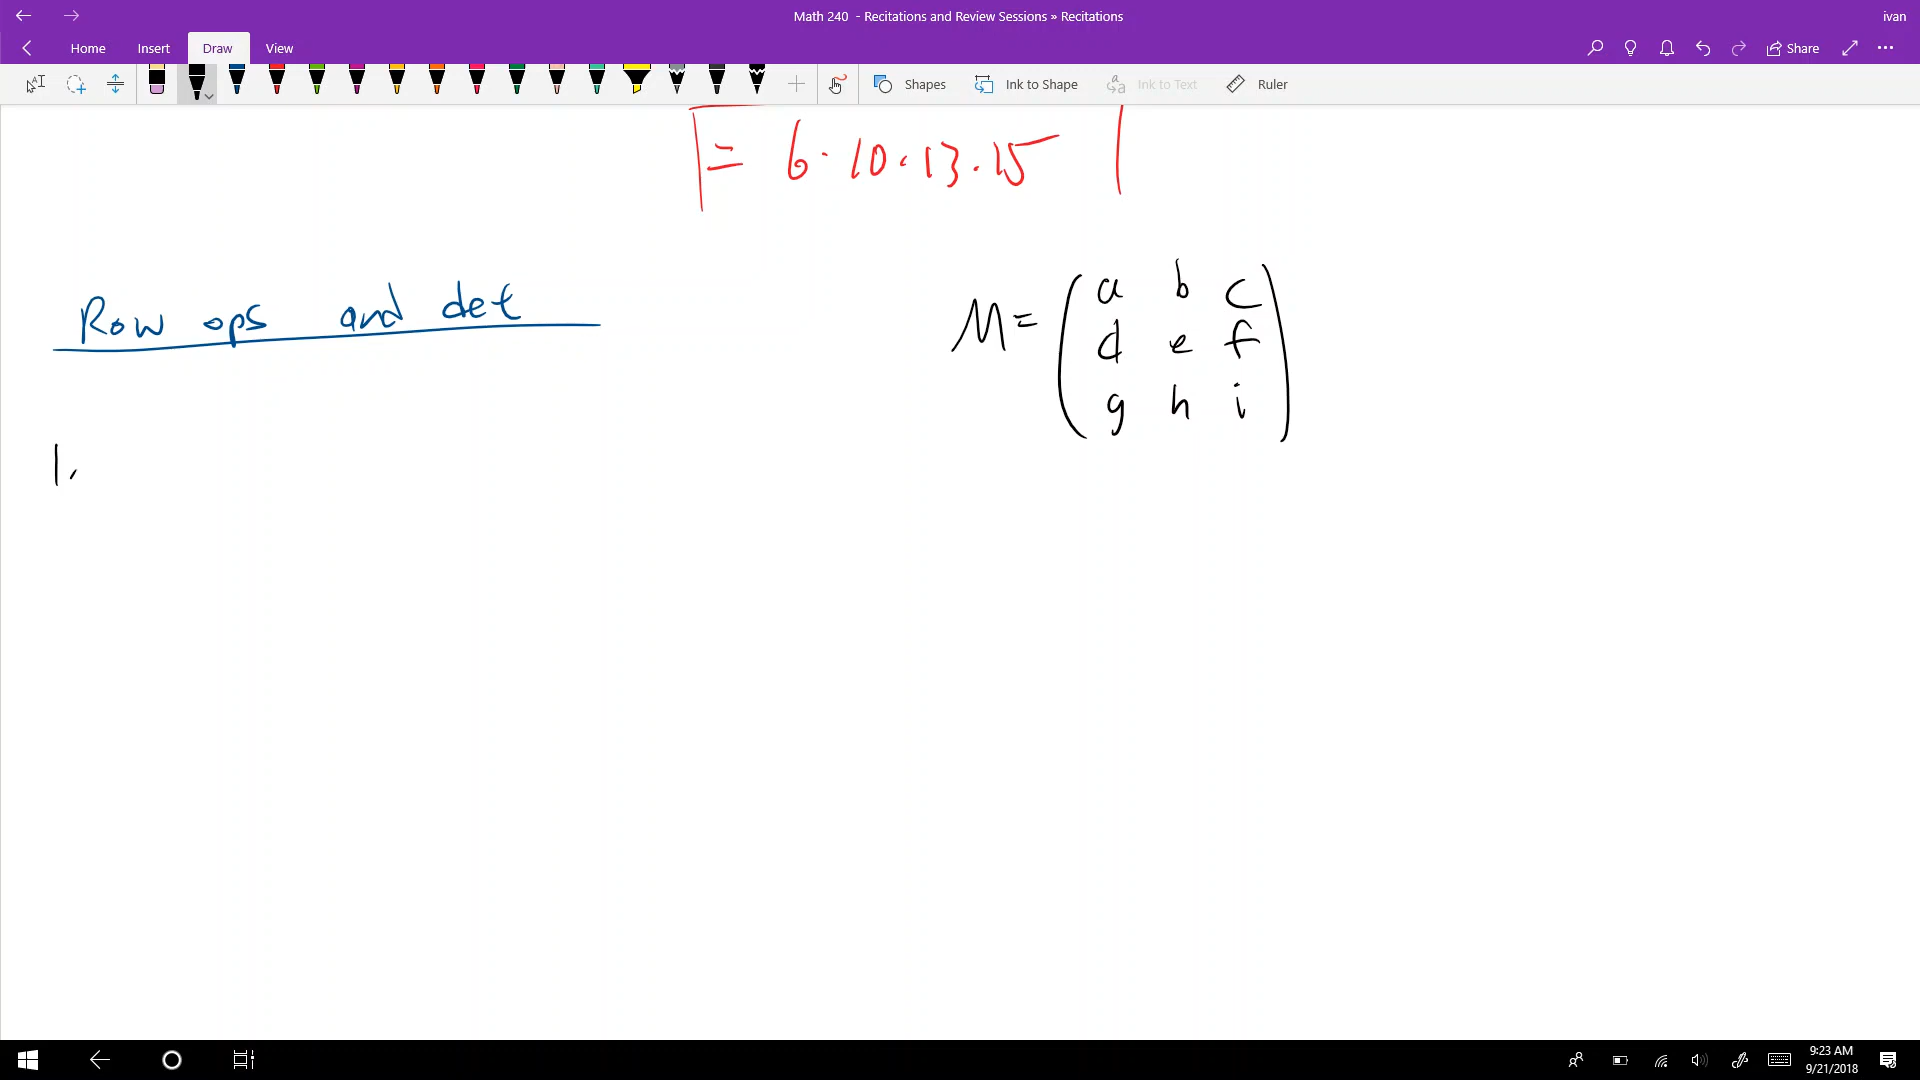 Math 240 - Recitations and Review Sessions » Recitations
ivan
Home Insert Draw View
Share
Shapes Ink to Shape Ink to Text Ruler
= 6·10·13·15
Row ops and det
M = ( a b c
d e f
g h i )
1.
9:23 AM
9/21/2018